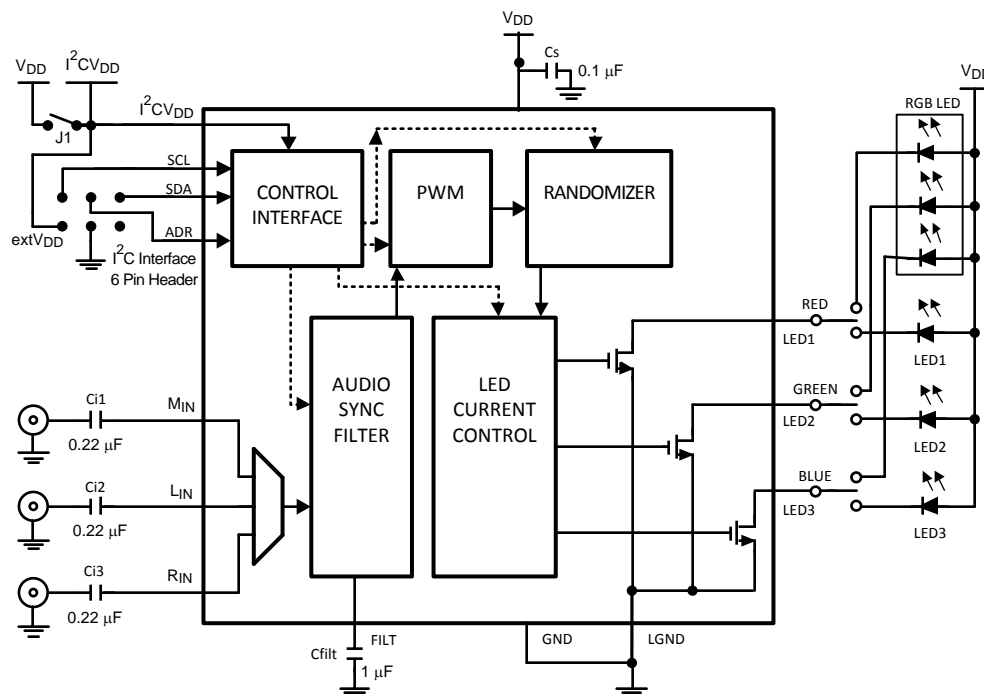 VDD
Cs
0.1 μF
VDD
I²CVDD
I²CVDD
J1
SCL
SDA
ADR
extVDD
I²C Interface
6 Pin Header
CONTROL
INTERFACE
PWM
RANDOMIZER
VDD
RGB LED
AUDIO
SYNC
FILTER
LED
CURRENT
CONTROL
RED
LED1
LED1
GREEN
LED2
LED2
BLUE
LED3
LED3
Ci1
MIN
0.22 μF
Ci2
LIN
0.22 μF
Ci3
RIN
0.22 μF
Cfilt
FILT
1 μF
GND
LGND